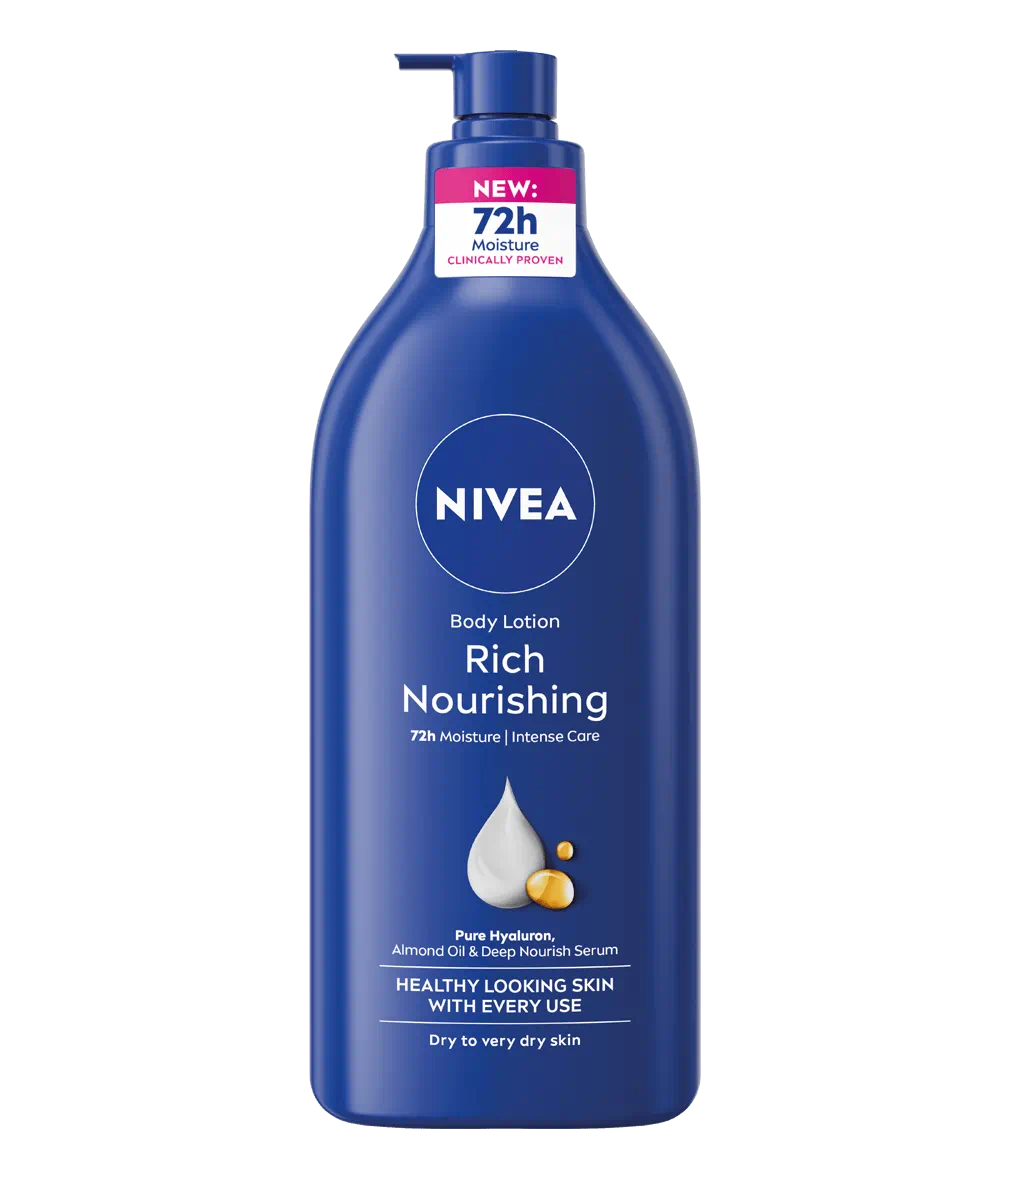 NEW:
72h
Moisture
CLINICALLY PROVEN
NIVEA
Body Lotion
Rich
Nourishing
72h Moisture | Intense Care
Pure Hyaluron,
Almond Oil & Deep Nourish Serum
HEALTHY LOOKING SKIN
WITH EVERY USE
Dry to very dry skin